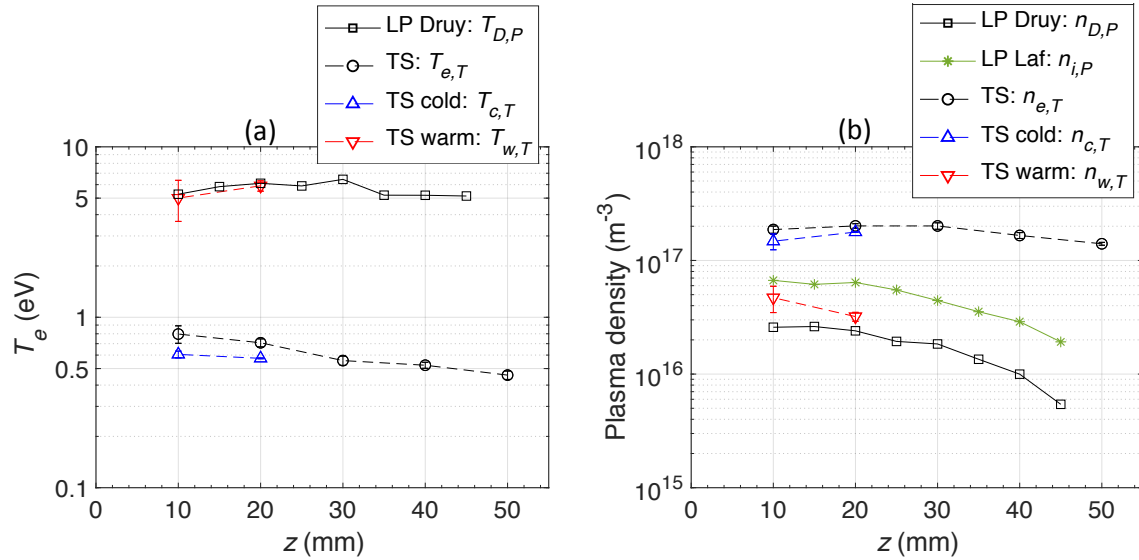 LP Druy: T_{D,P}
TS: T_{e,T}
TS cold: T_{c,T}
TS warm: T_{w,T}
(a)
10
5
1
0.5
0.1
T_e (eV)
0 10 20 30 40 50
z (mm)
LP Druy: n_{D,P}
LP Laf: n_{i,P}
TS: n_{e,T}
TS cold: n_{c,T}
TS warm: n_{w,T}
(b)
10^{18}
10^{17}
10^{16}
10^{15}
Plasma density (m^{-3})
0 10 20 30 40 50
z (mm)